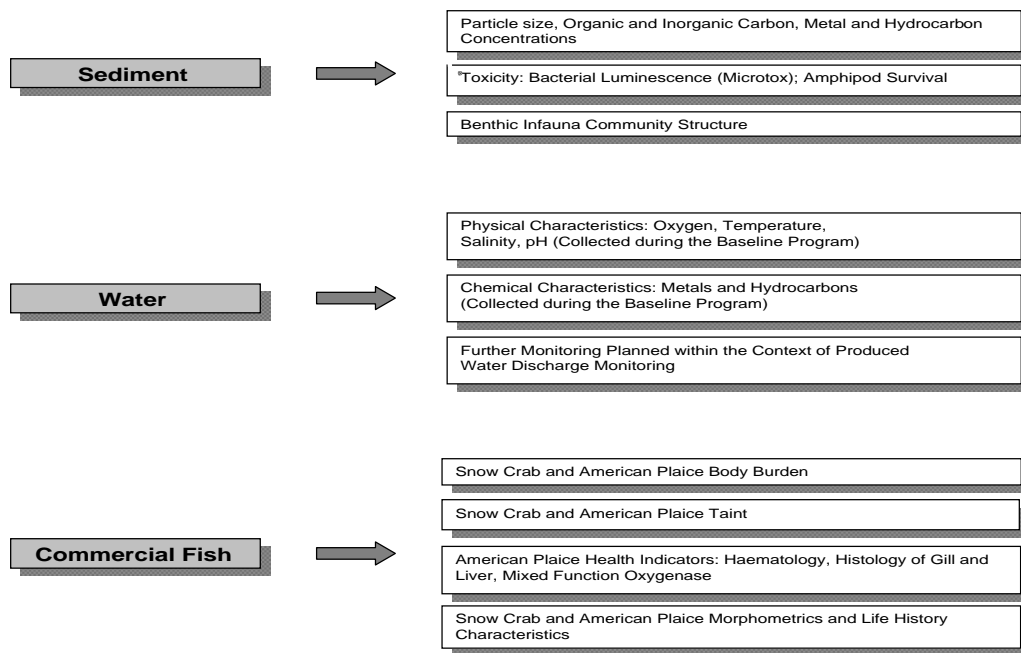 Sediment
Particle size, Organic and Inorganic Carbon, Metal and Hydrocarbon
Concentrations
Toxicity: Bacterial Luminescence (Microtox); Amphipod Survival
Benthic Infauna Community Structure
Water
Physical Characteristics: Oxygen, Temperature,
Salinity, pH (Collected during the Baseline Program)
Chemical Characteristics: Metals and Hydrocarbons
(Collected during the Baseline Program)
Further Monitoring Planned within the Context of Produced
Water Discharge Monitoring
Commercial Fish
Snow Crab and American Plaice Body Burden
Snow Crab and American Plaice Taint
American Plaice Health Indicators: Haematology, Histology of Gill and
Liver, Mixed Function Oxygenase
Snow Crab and American Plaice Morphometrics and Life History
Characteristics